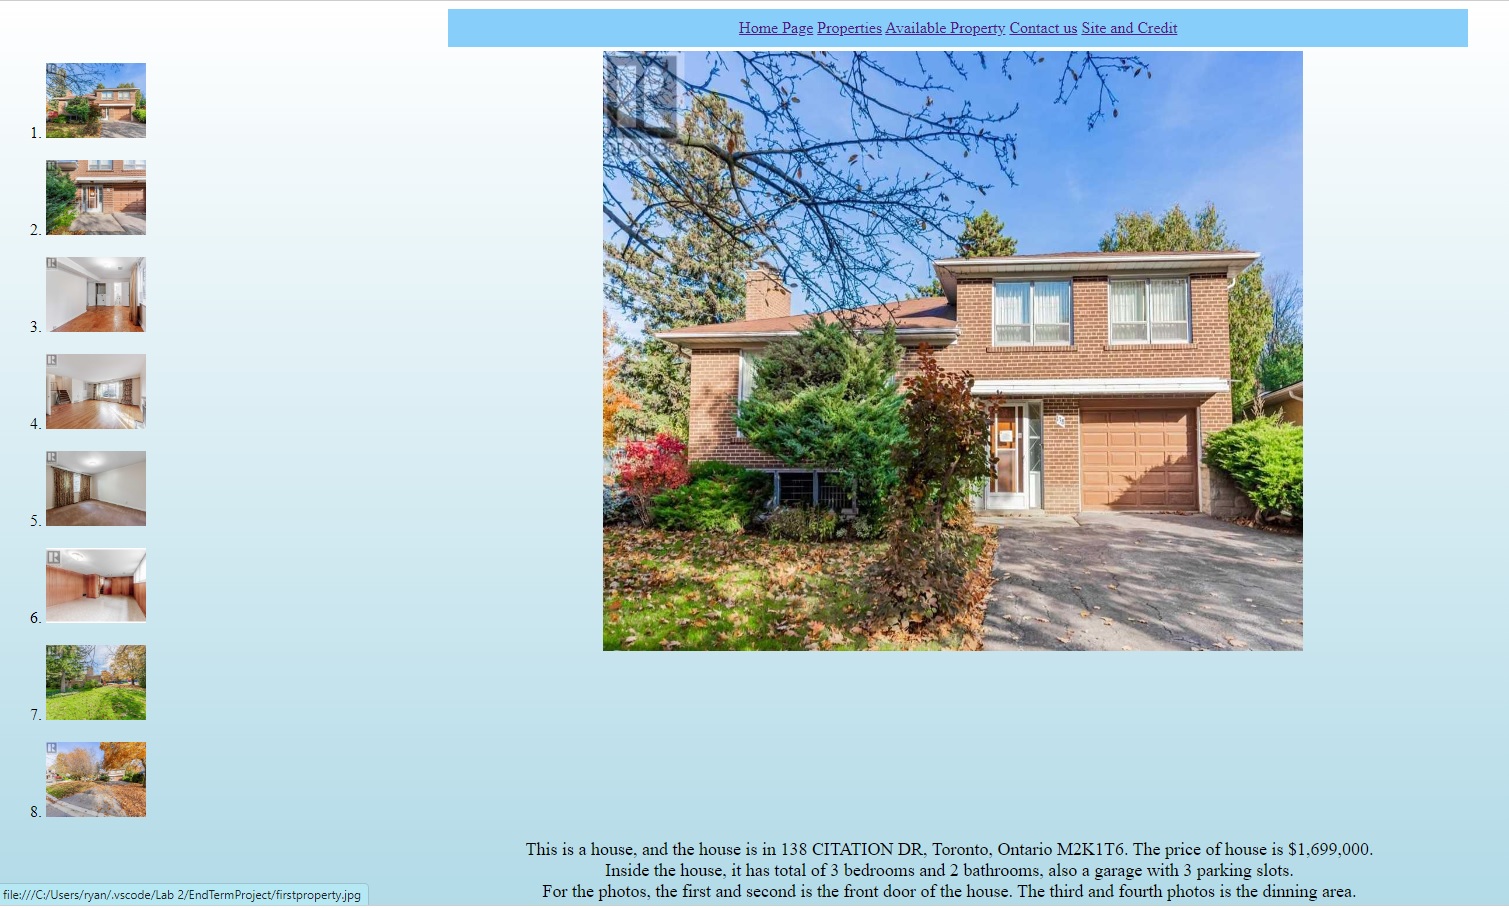 Home Page Properties Available Property Contact us Site and Credit
1.
2.
3.
4.
5.
6.
7.
8.
This is a house, and the house is in 138 CITATION DR, Toronto, Ontario M2K1T6. The price of house is $1,699,000.
Inside the house, it has total of 3 bedrooms and 2 bathrooms, also a garage with 3 parking slots.
For the photos, the first and second is the front door of the house. The third and fourth photos is the dinning area.
file:///C:/Users/ryan/.vscode/Lab 2/EndTermProject/firstproperty.jpg